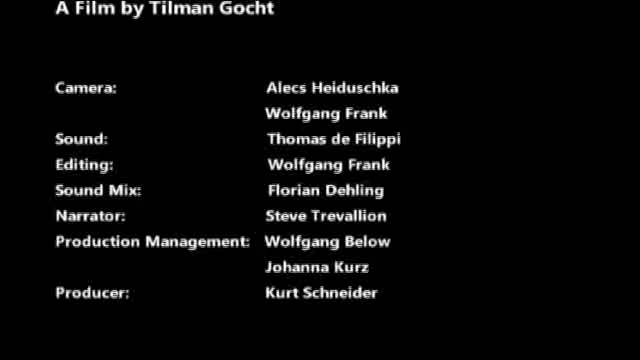 A Film by Tilman Gocht
Camera: Alecs Heiduschka
Wolfgang Frank
Sound: Thomas de Filippi
Editing: Wolfgang Frank
Sound Mix: Florian Dehling
Narrator: Steve Trevallion
Production Management: Wolfgang Below
Johanna Kurz
Producer: Kurt Schneider